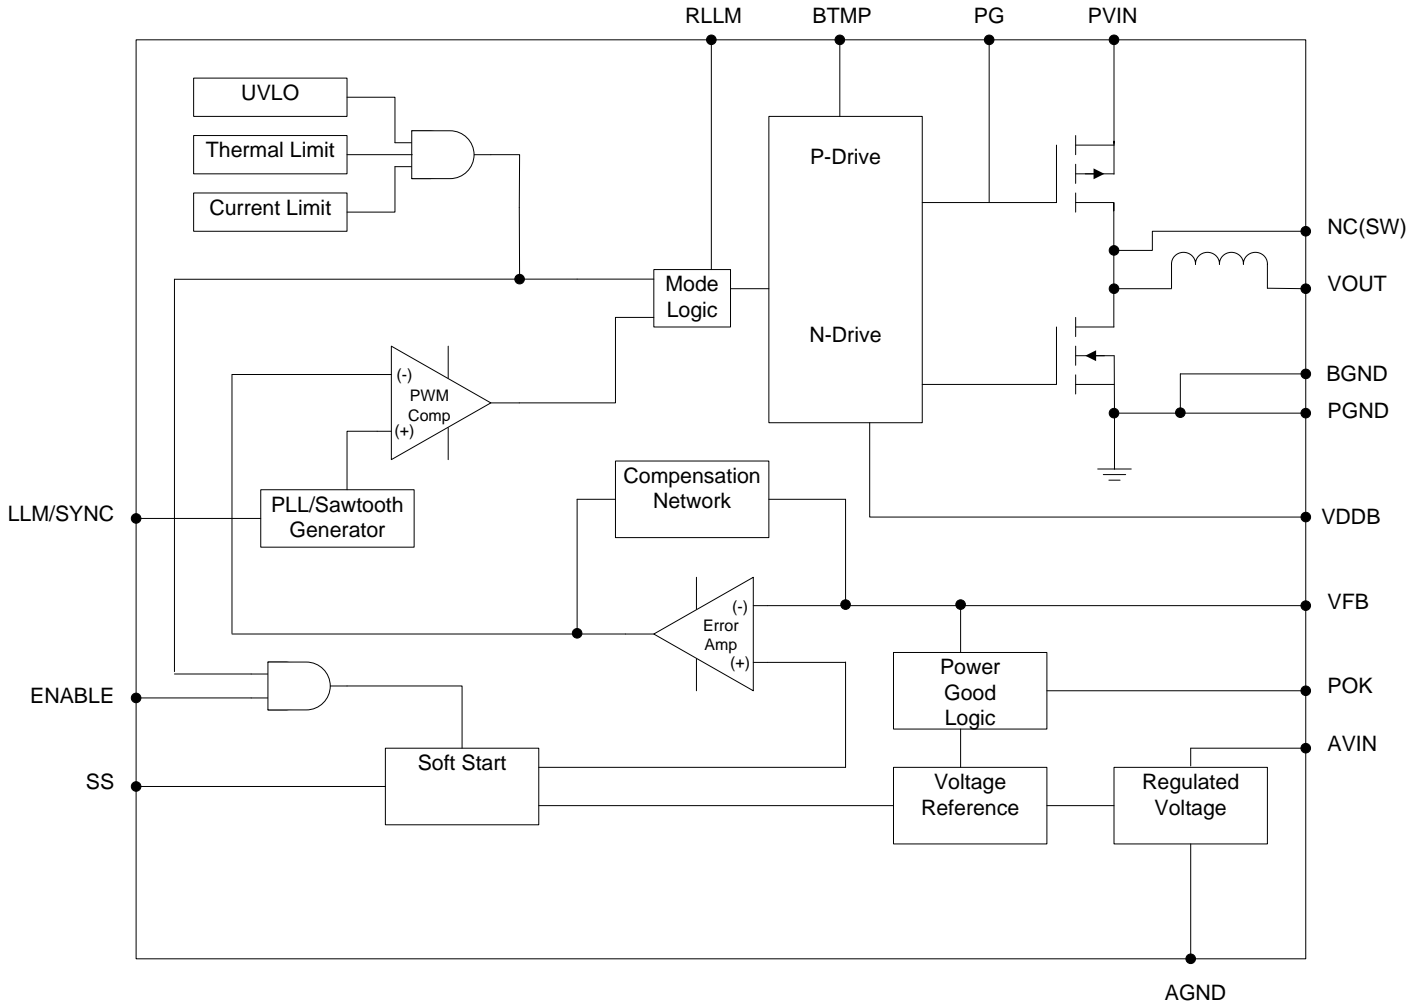 RLLM
BTMP
PG
PVIN
UVLO
Thermal Limit
Current Limit
P-Drive
N-Drive
Mode
Logic
NC(SW)
VOUT
BGND
PGND
(-)
PWM
Comp
(+)
LLM/SYNC
PLL/Sawtooth
Generator
Compensation
Network
VDDB
VFB
(-)
Error
Amp
(+)
Power
Good
Logic
POK
ENABLE
AVIN
SS
Soft Start
Voltage
Reference
Regulated
Voltage
AGND